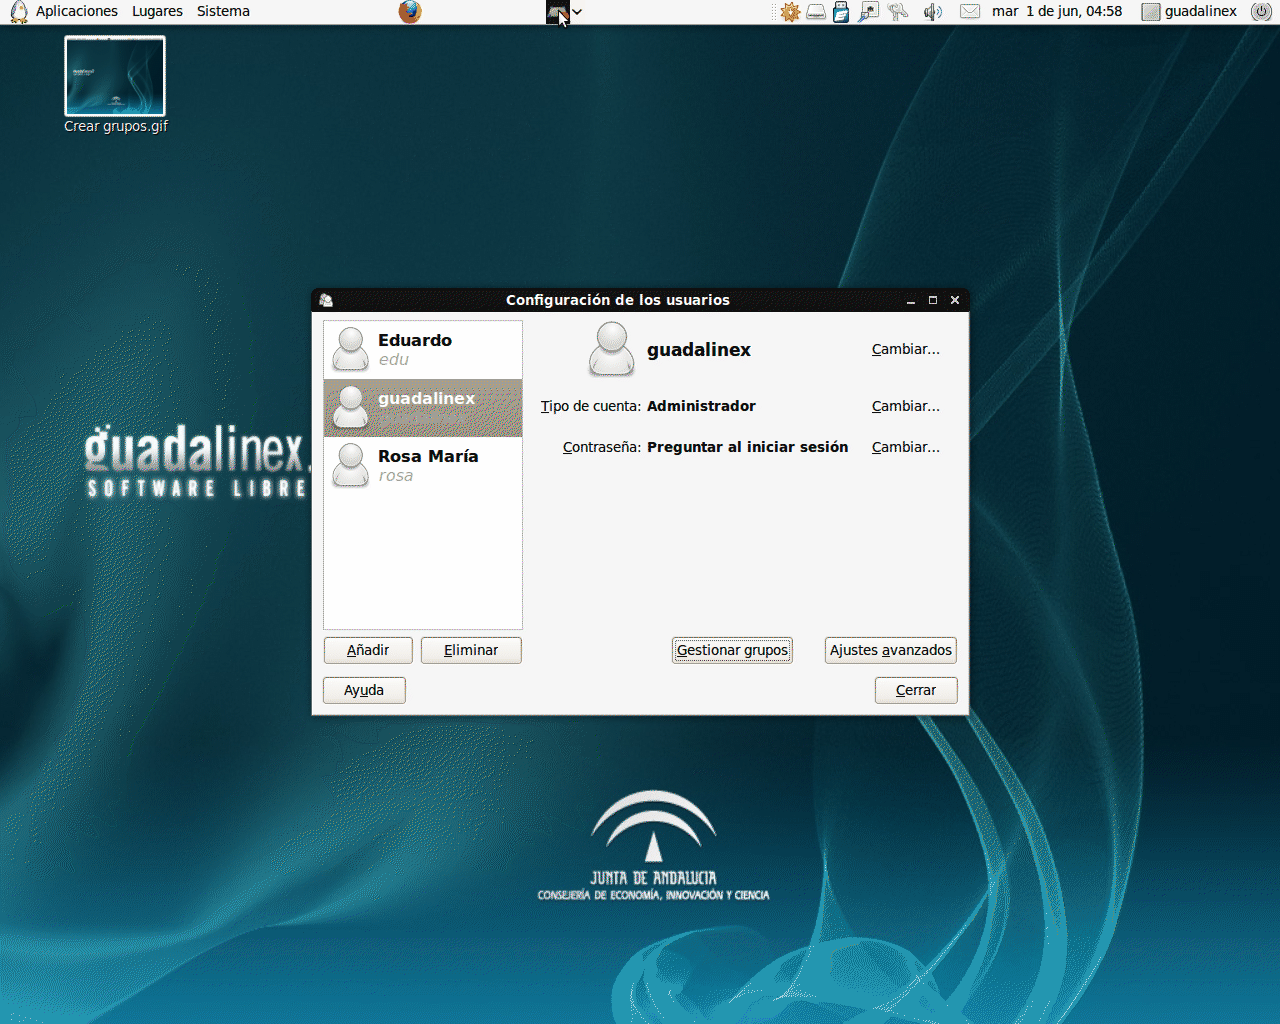 Aplicaciones Lugares Sistema mar 1 de jun, 04:58 guadalinex
Crear grupos.gif
Configuración de los usuarios
Eduardo
edu
guadalinex
Rosa María
rosa
guadalinex Cambiar...
Tipo de cuenta: Administrador Cambiar...
Contraseña: Preguntar al iniciar sesión Cambiar...
Añadir Eliminar Gestionar grupos Ajustes avanzados
Ayuda Cerrar
guadalinex.
SOFTWARE LIBRE
JUNTA DE ANDALUCIA
CONSEJERÍA DE ECONOMÍA, INNOVACIÓN Y CIENCIA